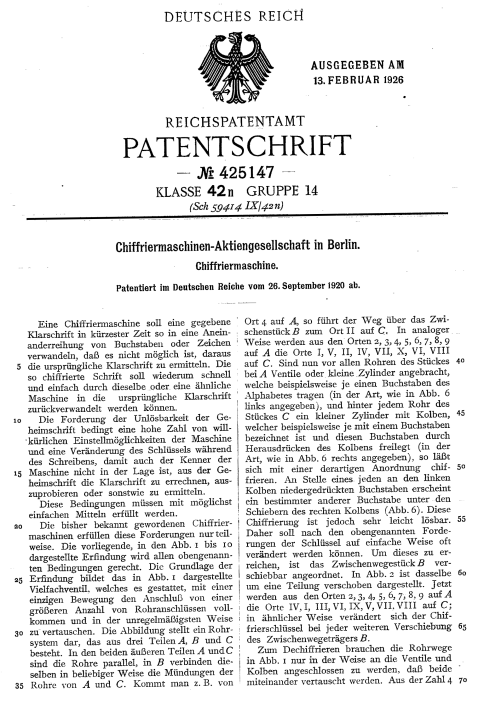 DEUTSCHES REICH
AUSGEGEBEN AM
13. FEBRUAR 1926
REICHSPATENTAMT
PATENTSCHRIFT
— № 425147 —
KLASSE 42n GRUPPE 14
(Sch 59414 IX/42n)
Chiffriermaschinen-Aktiengesellschaft in Berlin.
Chiffriermaschine.
Patentiert im Deutschen Reiche vom 26. September 1920 ab.
Eine Chiffriermaschine soll eine gegebene
Klarschrift in kürzester Zeit so in eine Anein-
anderreihung von Buchstaben oder Zeichen
verwandeln, daß es nicht möglich ist, daraus
5 die ursprüngliche Klarschrift zu ermitteln. Die
so chiffrierte Schrift soll wiederum schnell
und einfach durch dieselbe oder eine ähnliche
Maschine in die ursprüngliche Klarschrift
zurückverwandelt werden können.
10 Die Forderung der Unlösbarkeit der Ge-
heimschrift bedingt eine hohe Zahl von will-
kürlichen Einstellmöglichkeiten der Maschine
und eine Veränderung des Schlüssels während
des Schreibens, damit auch der Kenner der
15 Maschine nicht in der Lage ist, aus der Ge-
heimschrift die Klarschrift zu errechnen, aus-
zuprobieren oder sonstwie zu ermitteln.
Diese Bedingungen müssen mit möglichst
einfachen Mitteln erfüllt werden.
20 Die bisher bekannt gewordenen Chiffrier-
maschinen erfüllen diese Forderungen nur teil-
weise. Die vorliegende, in den Abb. 1 bis 10
dargestellte Erfindung wird allen obengenann-
ten Bedingungen gerecht. Die Grundlage der
25 Erfindung bildet das in Abb. 1 dargestellte
Vielfachventil, welches es gestattet, mit einer
einzigen Bewegung den Anschluß von einer
größeren Anzahl von Rohranschlüssen voll-
kommen und in der unregelmäßigsten Weise
30 zu vertauschen. Die Abbildung stellt ein Rohr-
system dar, das aus drei Teilen A, B und C
besteht. In den beiden äußeren Teilen A und C
sind die Rohre parallel, in B verbinden die-
selben in beliebiger Weise die Mündungen der
35 Rohre von A und C. Kommt man z. B. von
Ort 4 auf A, so führt der Weg über das Zwi-
schenstück B zum Ort II auf C. In analoger
Weise werden aus den Orten 2, 3, 4, 5, 6, 7, 8, 9
auf A die Orte I, V, II, IV, VII, X, VI, VIII
auf C. Sind nun vor allen Rohren des Stückes 40
bei A Ventile oder kleine Zylinder angebracht,
welche beispielsweise je einen Buchstaben des
Alphabetes tragen (in der Art, wie in Abb. 6
links angegeben), und hinter jedem Rohr des
Stückes C ein kleiner Zylinder mit Kolben, 45
welcher beispielsweise je mit einem Buchstaben
bezeichnet ist und diesen Buchstaben durch
Herausdrücken des Kolbens freilegt (in der
Art, wie in Abb. 6 rechts angegeben), so läßt
sich mit einer derartigen Anordnung chif- 50
frieren. An Stelle eines jeden an den linken
Kolben niedergedrückten Buchstaben erscheint
ein bestimmter anderer Buchstabe unter den
Schiebern des rechten Kolbens (Abb. 6). Diese
Chiffrierung ist jedoch sehr leicht lösbar. 55
Daher soll nach den obengenannten Forde-
rungen der Schlüssel auf einfache Weise oft
verändert werden können. Um dieses zu er-
reichen, ist das Zwischenwegestück B ver-
schiebbar angeordnet. In Abb. 2 ist dasselbe 60
um eine Teilung verschoben dargestellt. Jetzt
werden aus den Orten 2, 3, 4, 5, 6, 7, 8, 9 auf A
die Orte IV, I, III, VI, IX, V, VII. VIII auf C;
in ähnlicher Weise verändert sich der Chif-
frierschlüssel bei jeder weiteren Verschiebung 65
des Zwischenwegeträgers B.
Zum Dechiffrieren brauchen die Rohrwege
in Abb. 1 nur in der Weise an die Ventile und
Kolben angeschlossen zu werden, daß beide
miteinander vertauscht werden. Aus der Zahl 4 70